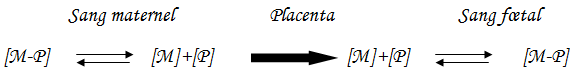 Sang maternel Placenta Sang fœtal
[M-P] ⇌ [M]+[P] ➡ [M]+[P] ⇌ [M-P]